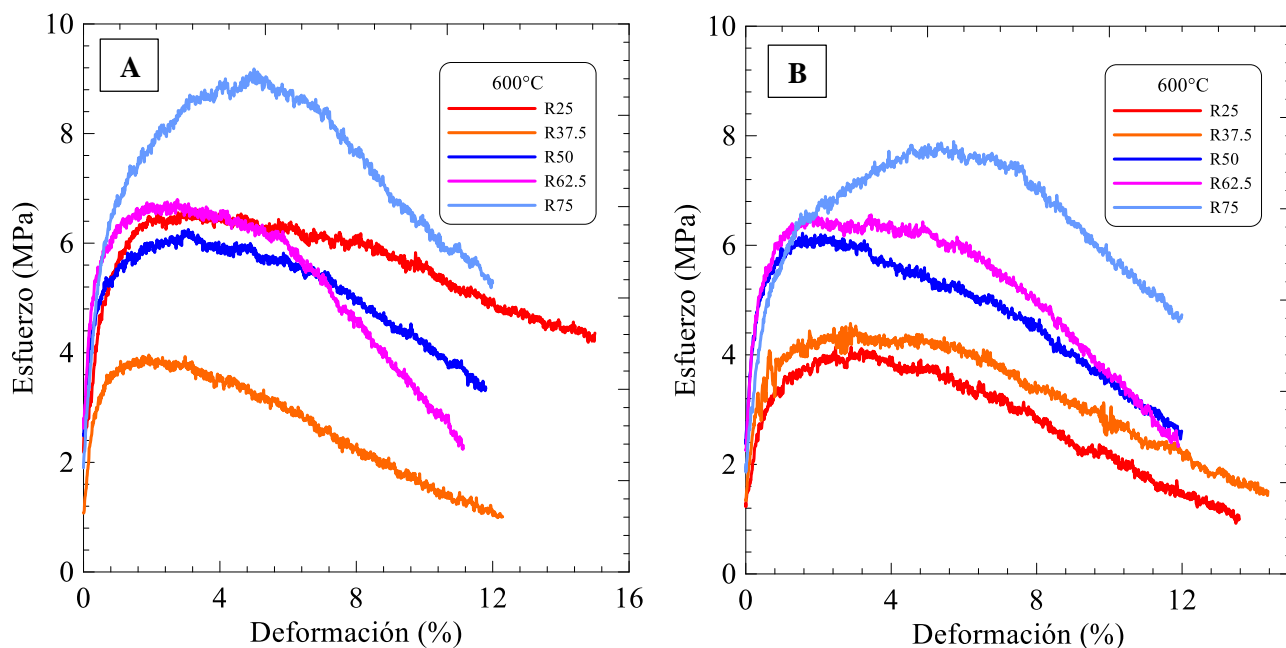 A
600°C
R25
R37.5
R50
R62.5
R75
10
8
6
4
2
0
Esfuerzo (MPa)
0 4 8 12 16
Deformación (%)
B
600°C
R25
R37.5
R50
R62.5
R75
10
8
6
4
2
0
Esfuerzo (MPa)
0 4 8 12
Deformación (%)